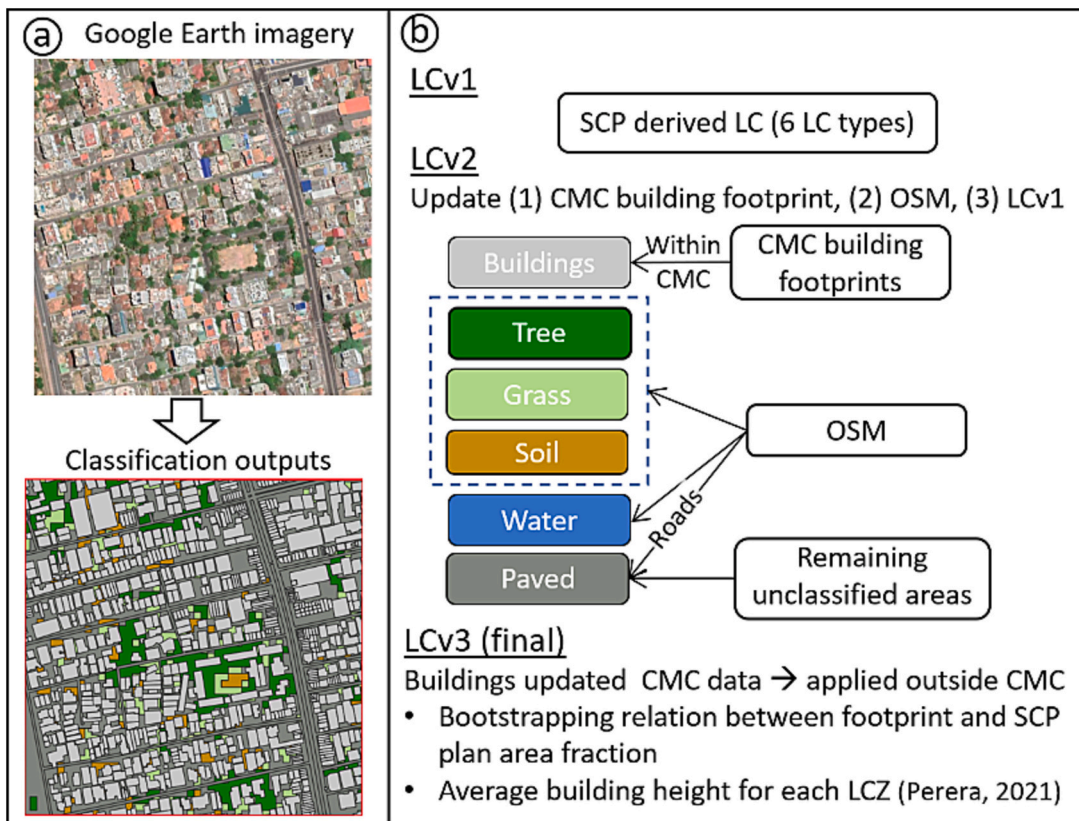 a
Google Earth imagery
Classification outputs
b
LCv1
SCP derived LC (6 LC types)
LCv2
Update (1) CMC building footprint, (2) OSM, (3) LCv1
Buildings
Within
CMC
CMC building
footprints
Tree
Grass
Soil
OSM
Water
Roads
Paved
Remaining
unclassified areas
LCv3 (final)
Buildings updated CMC data → applied outside CMC
• Bootstrapping relation between footprint and SCP
plan area fraction
• Average building height for each LCZ (Perera, 2021)